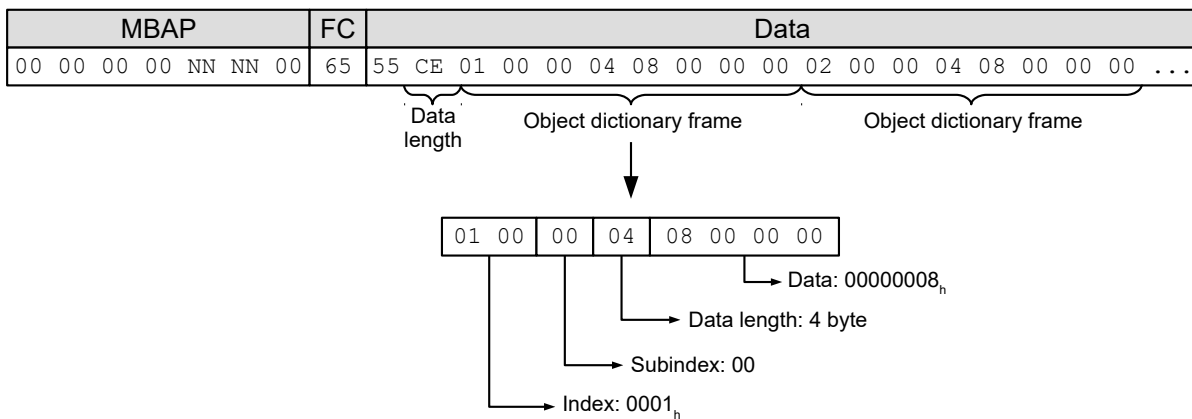 MBAP FC Data
00 00 00 00 NN NN 00 65 55 CE 01 00 00 04 08 00 00 00 02 00 00 04 08 00 00 00 ...
Data length
Object dictionary frame
Object dictionary frame
01 00 00 04 08 00 00 00
Data: 00000008h
Data length: 4 byte
Subindex: 00
Index: 0001h